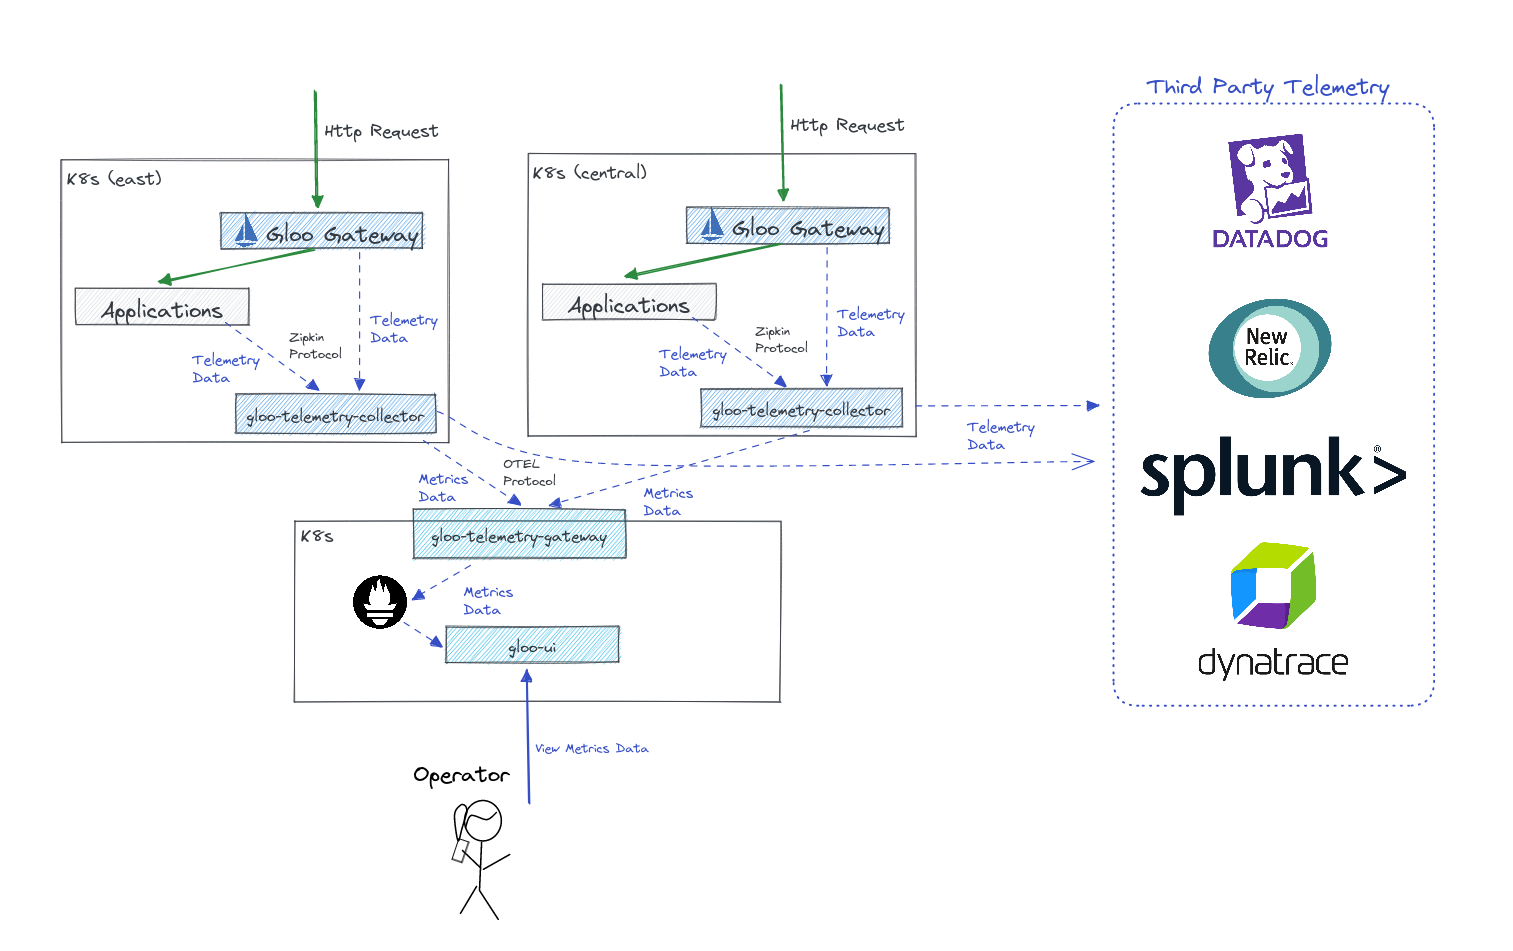 Third Party Telemetry
Http Request
Http Request
K8s (east)
Gloo Gateway
Applications
Telemetry
Data
Zipkin
Protocol
Telemetry
Data
gloo-telemetry-collector
K8s (central)
Gloo Gateway
Applications
Telemetry
Data
Zipkin
Protocol
Telemetry
Data
gloo-telemetry-collector
Telemetry
Data
Metrics
Data
OTEL
Protocol
Metrics
Data
K8s
gloo-telemetry-gateway
Metrics
Data
gloo-ui
View Metrics Data
Operator
DATADOG
New
Relic.
splunk>®
dynatrace